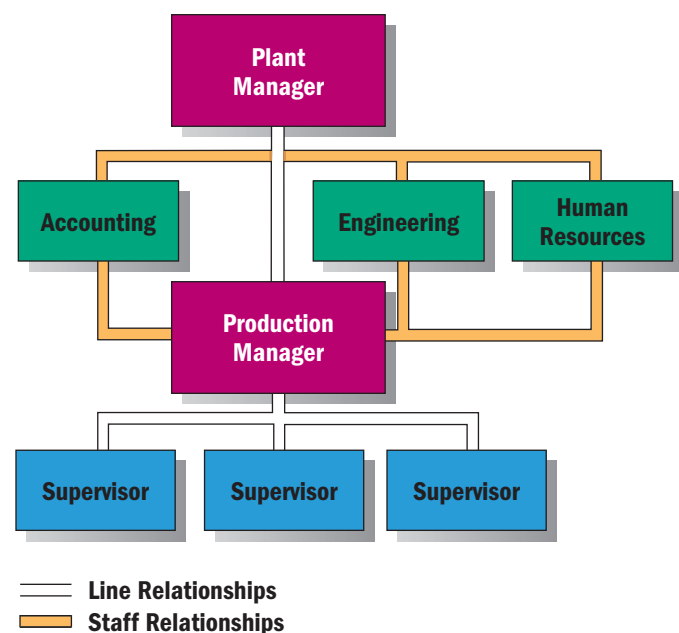 Plant
Manager
Accounting
Engineering
Human
Resources
Production
Manager
Supervisor
Supervisor
Supervisor
Line Relationships
Staff Relationships